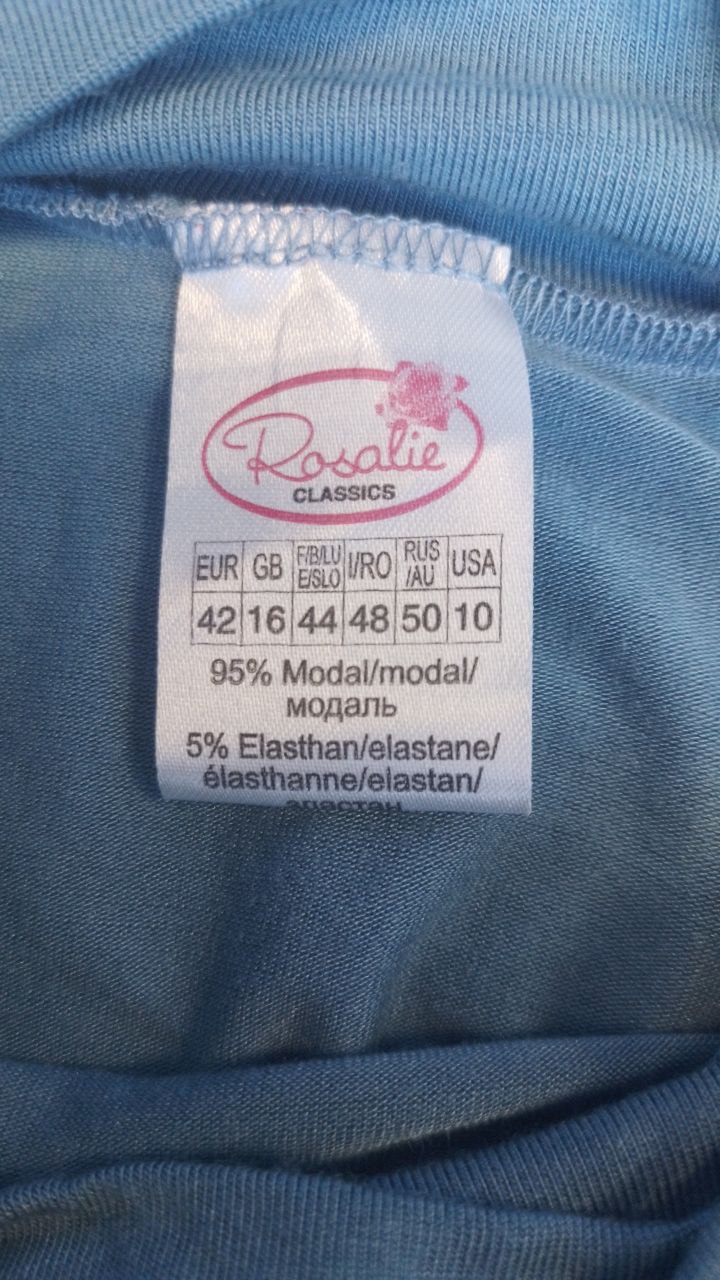 Rosalie
CLASSICS
EUR GB F/B/LU E/SLO I/RO RUS /AU USA
42 16 44 48 50 10
95% Modal/modal/
модаль
5% Elasthan/elastane/
élasthanne/elastan/
эластан